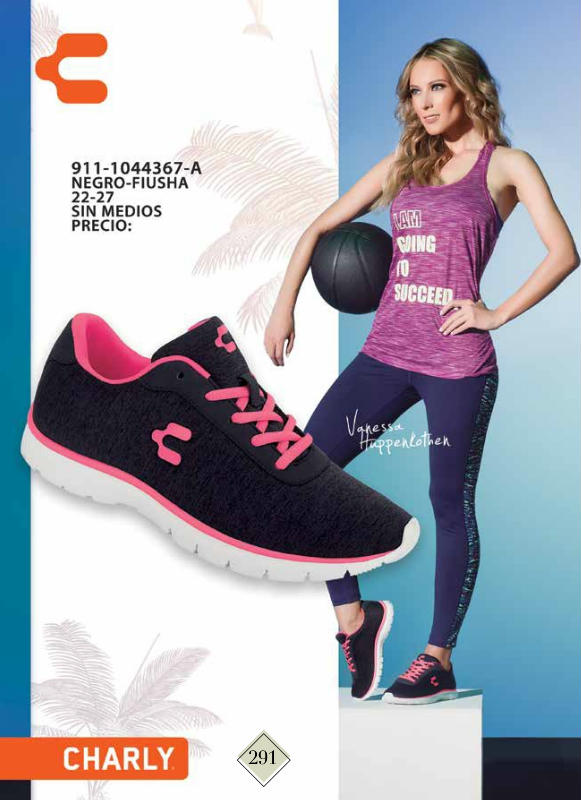 911-1044367-A
NEGRO-FIUSHA
22-27
SIN MEDIOS
PRECIO:
I AM
GOING
TO
SUCCEED
Vanessa
Huppenkothen
CHARLY
291